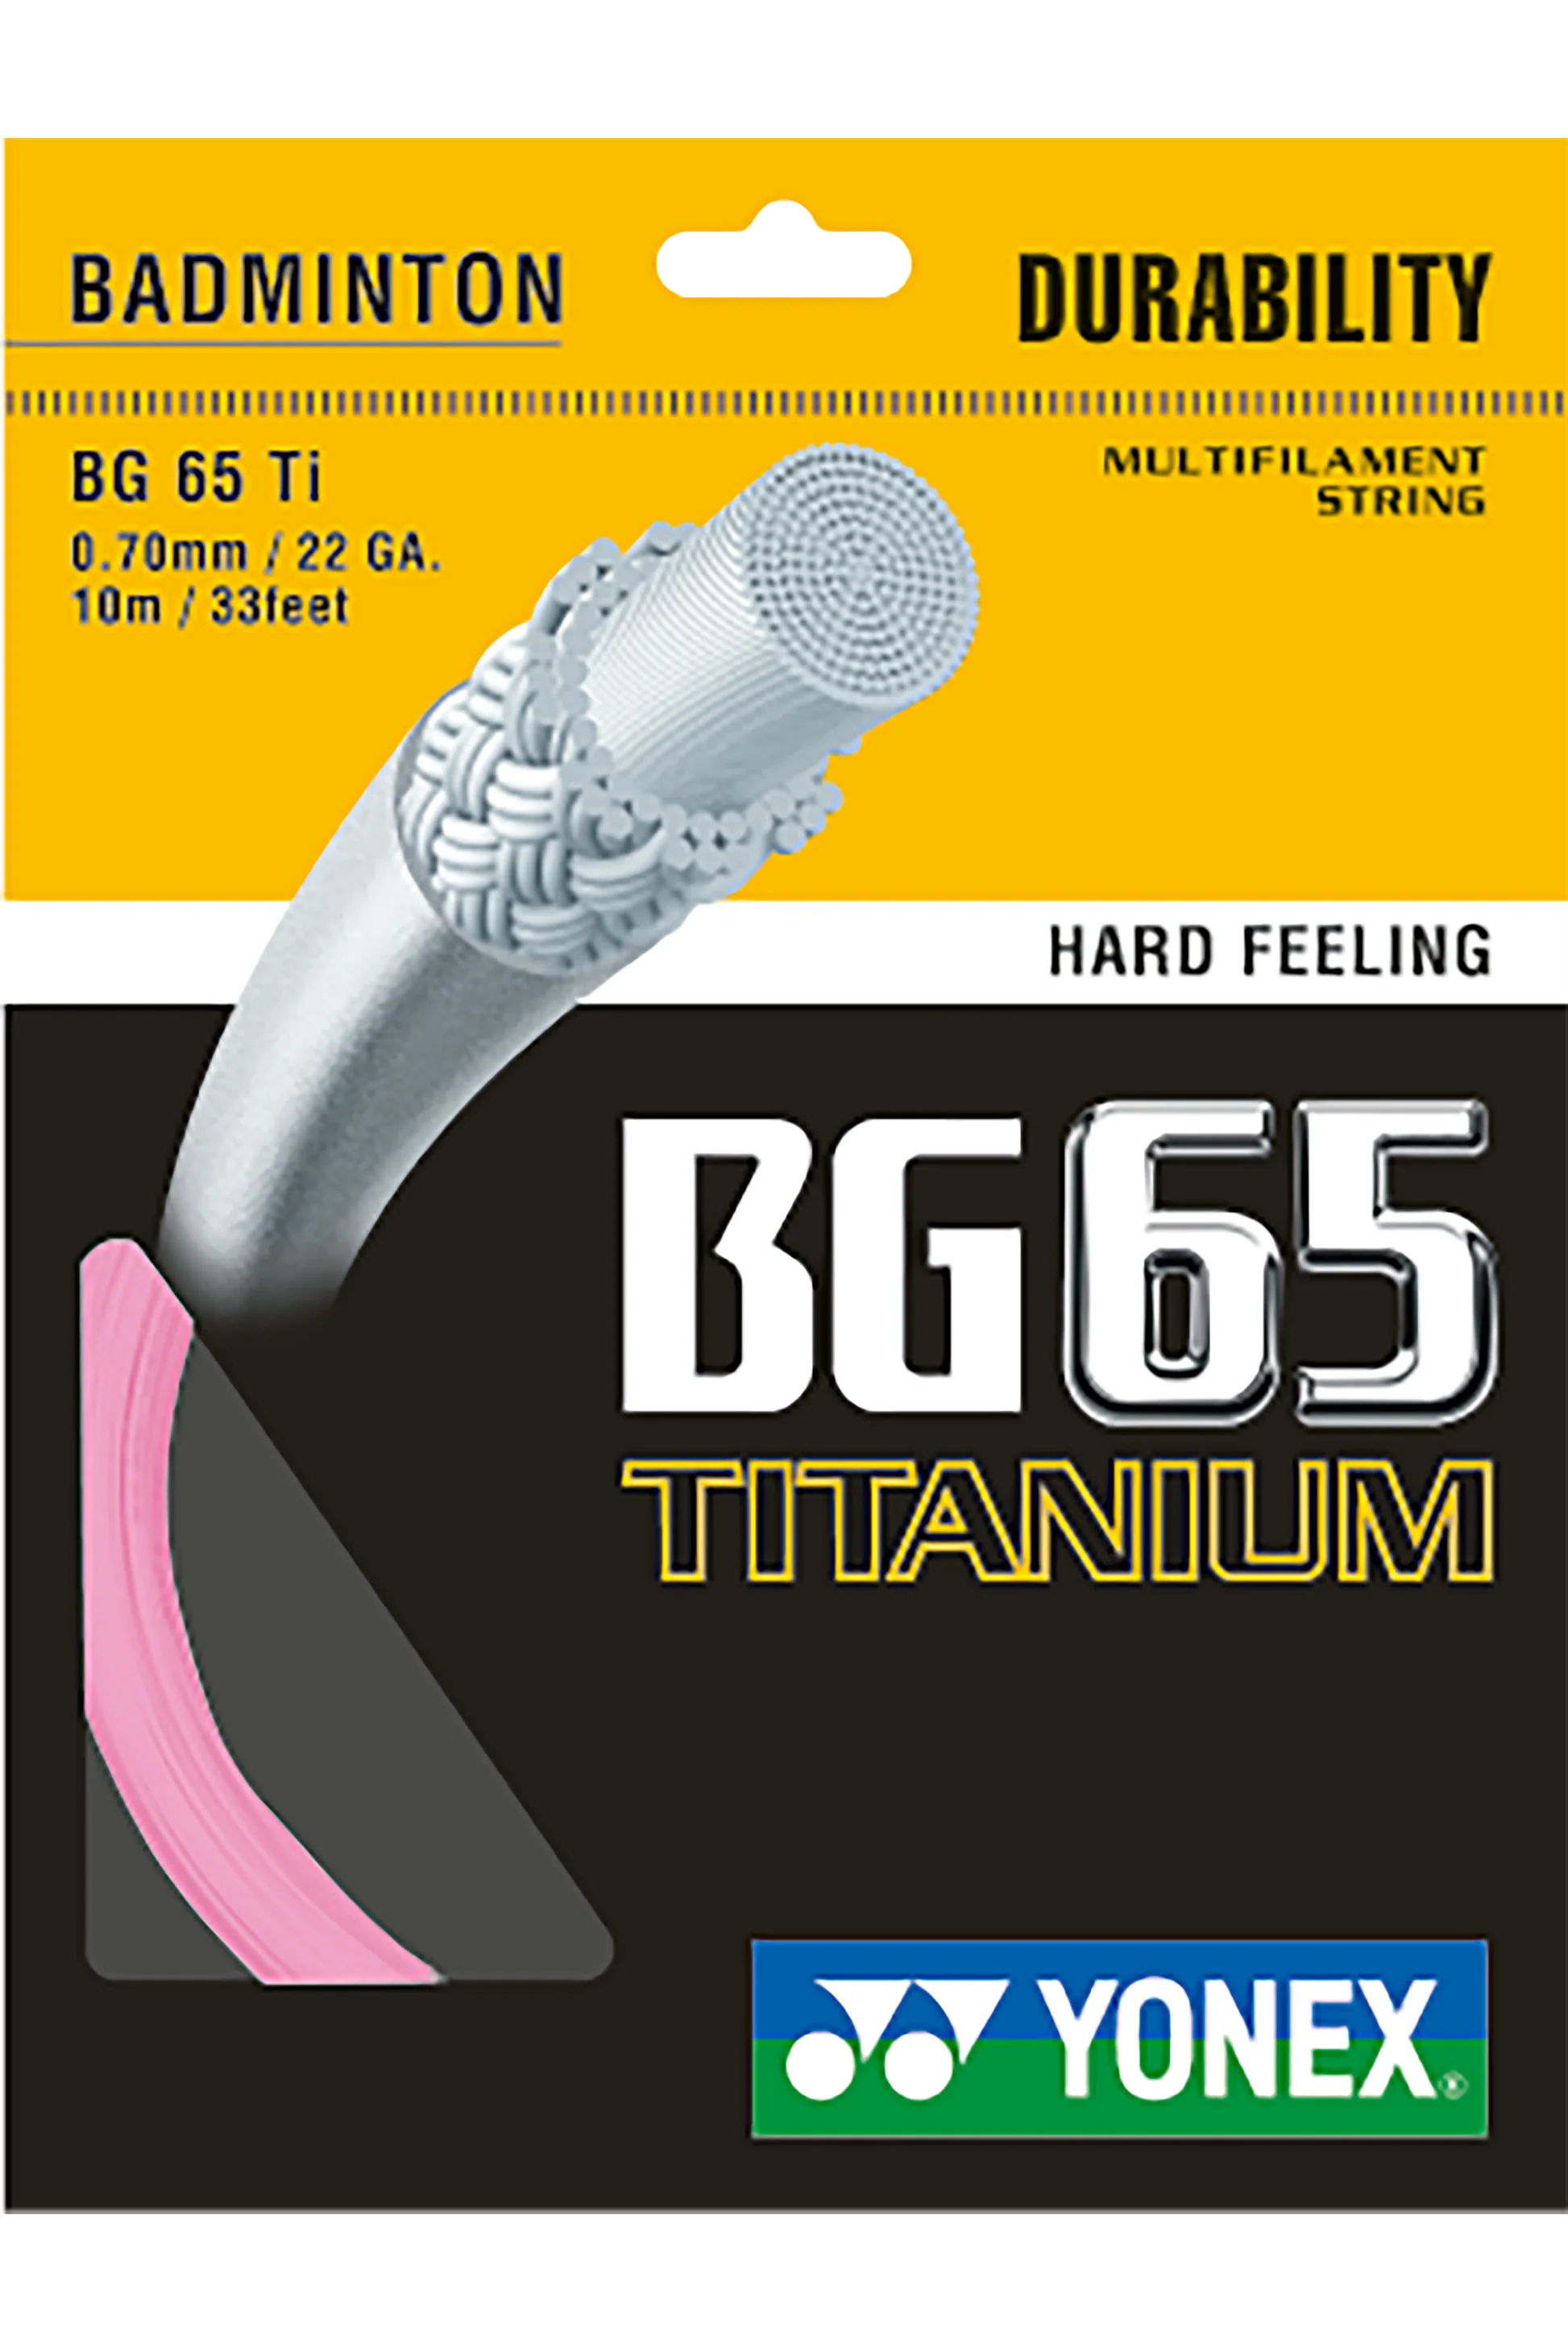 BADMINTON
DURABILITY
BG 65 Ti
0.70mm / 22 GA.
10m / 33feet
MULTIFILAMENT
STRING
HARD FEELING
BG65
TITANIUM
YONEX®